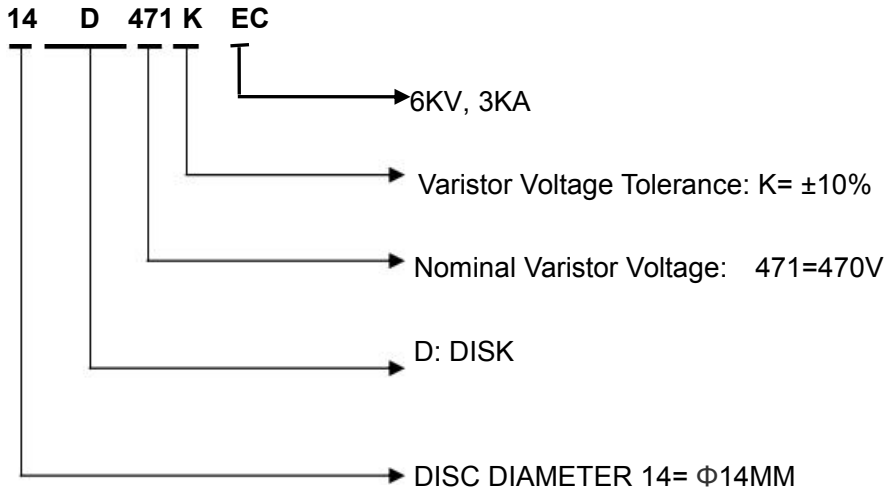 14 D 471 K EC
6KV, 3KA
Varistor Voltage Tolerance: K= ±10%
Nominal Varistor Voltage: 471=470V
D: DISK
DISC DIAMETER 14= Φ14MM